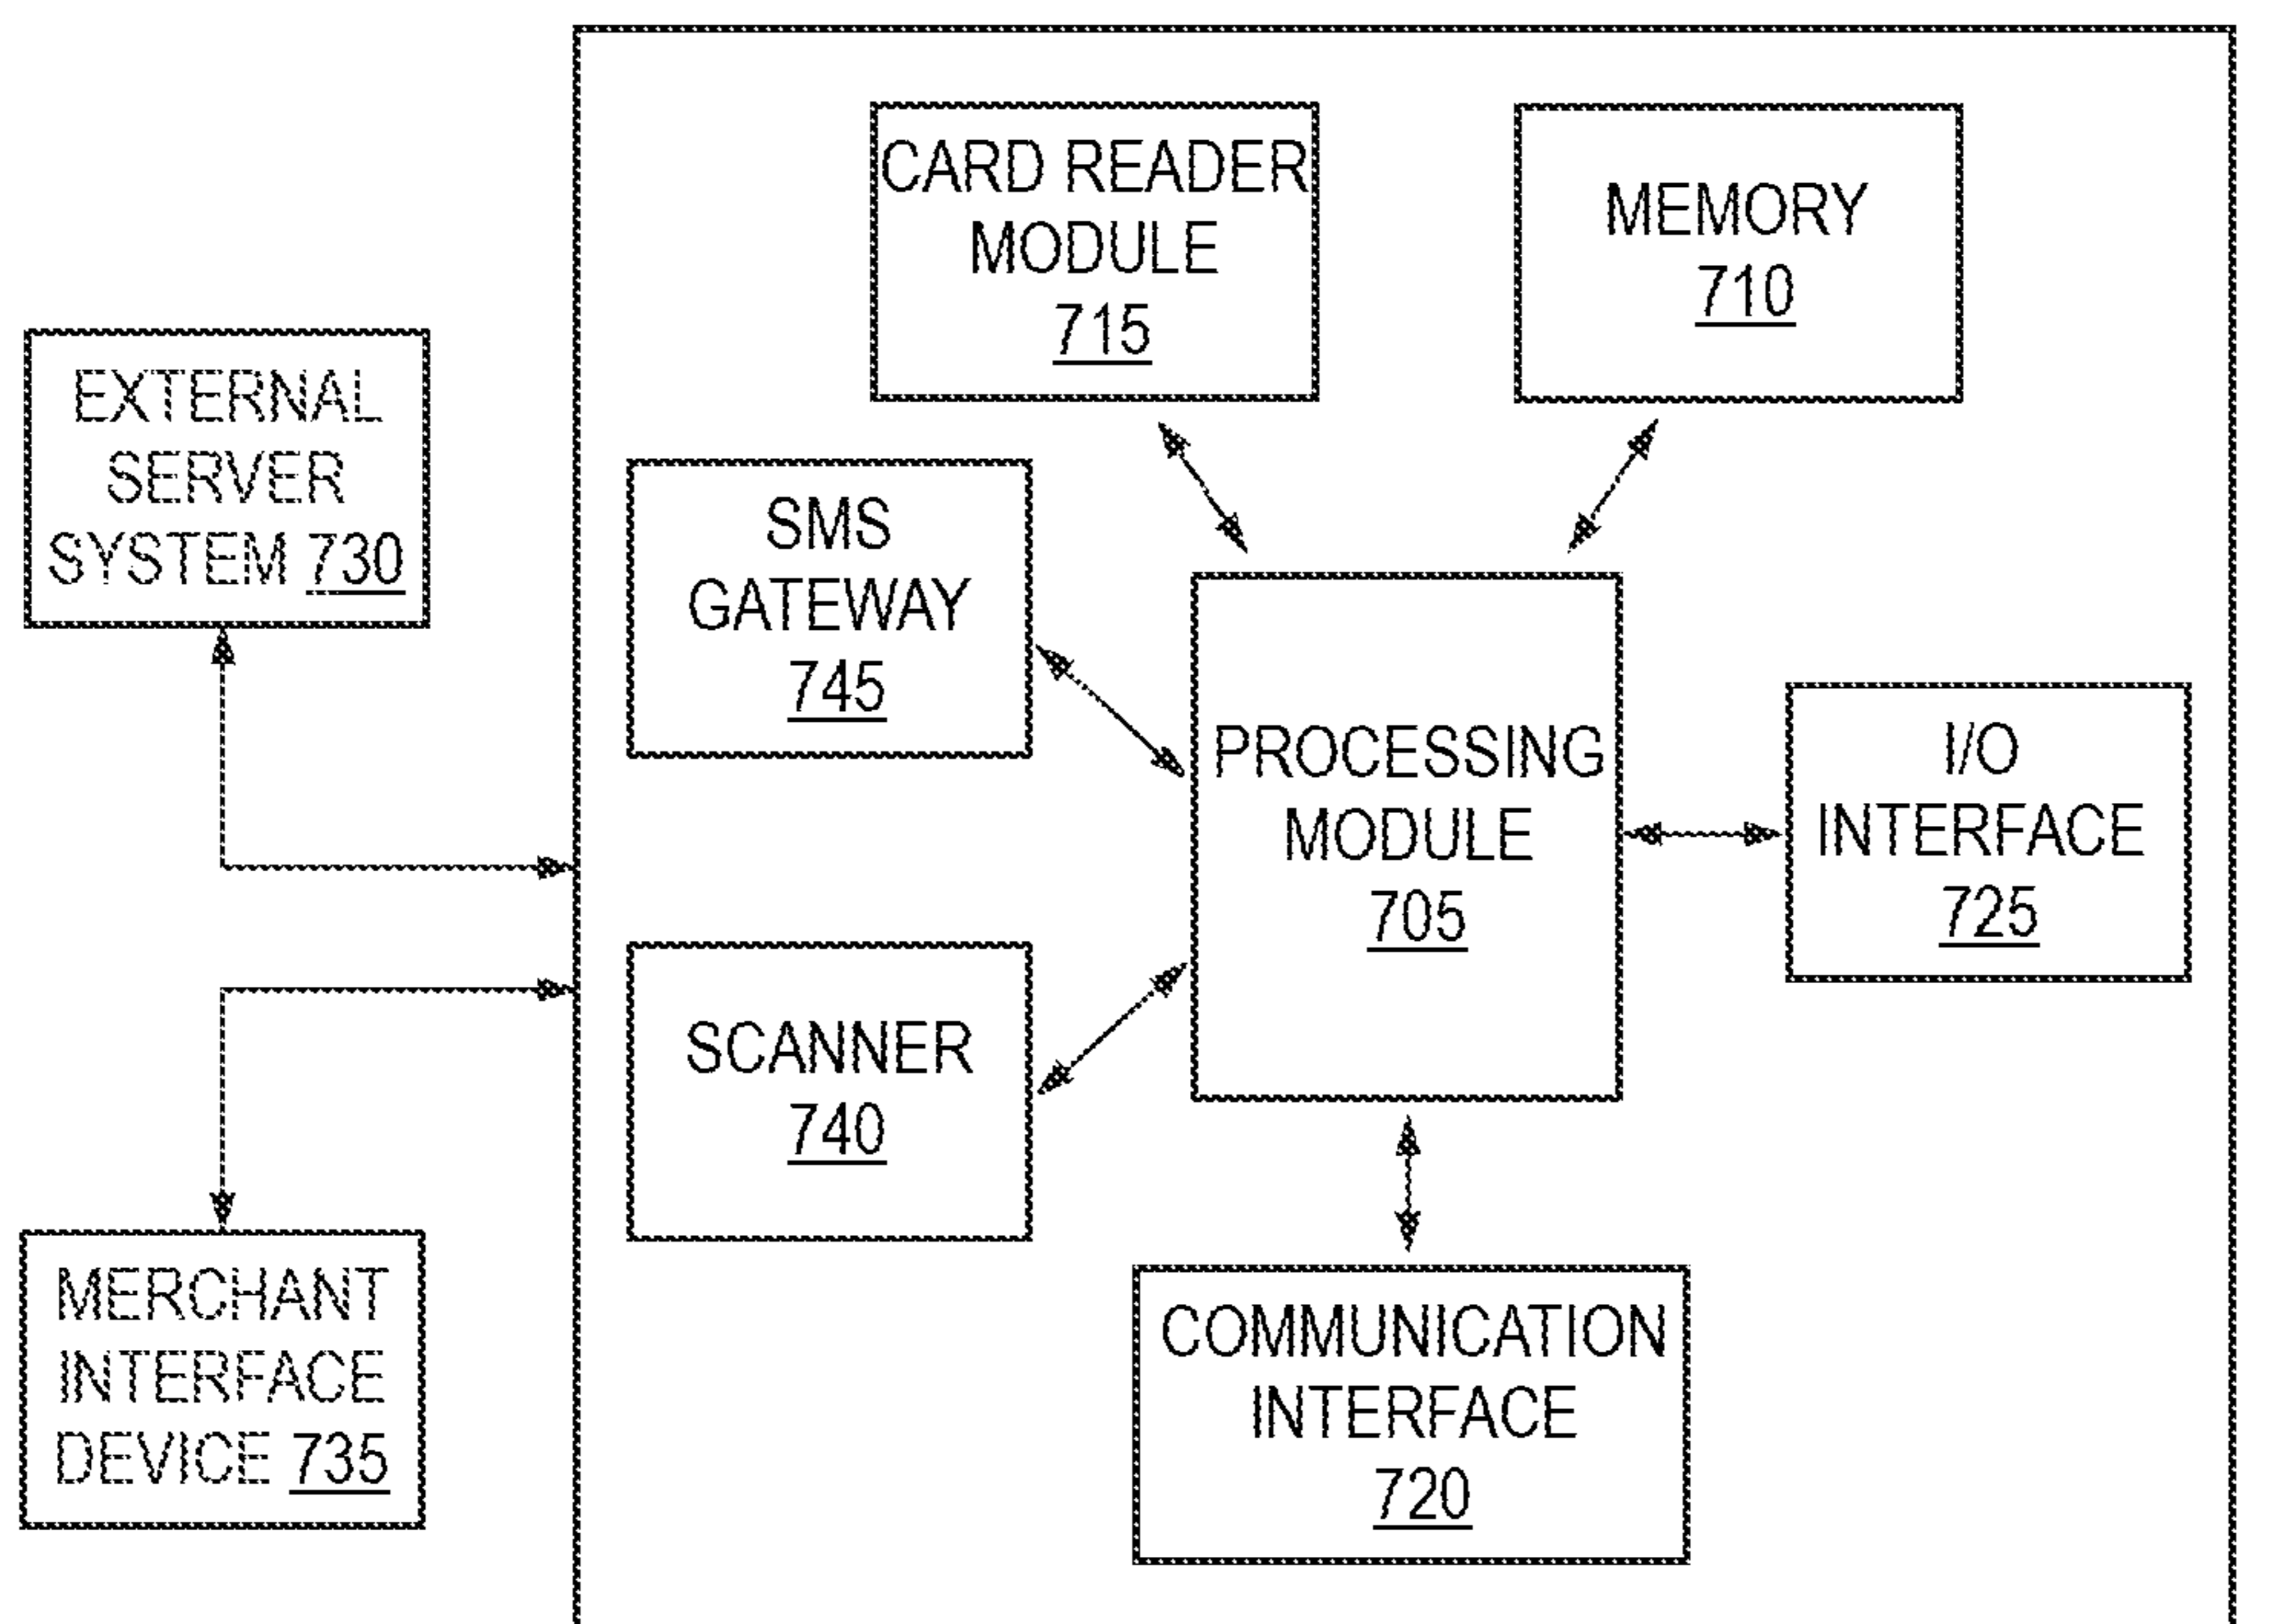 CARD READER
MODULE
715
MEMORY
710
EXTERNAL
SERVER
SYSTEM 730
SMS
GATEWAY
745
PROCESSING
MODULE
705
I/O
INTERFACE
725
SCANNER
740
MERCHANT
INTERFACE
DEVICE 735
COMMUNICATION
INTERFACE
720